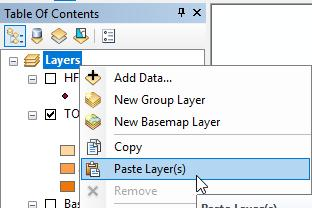 Table Of Contents
Layers
HF
TO
Bas
Add Data...
New Group Layer
New Basemap Layer
Copy
Paste Layer(s)
Remove
Paste Layer(s)